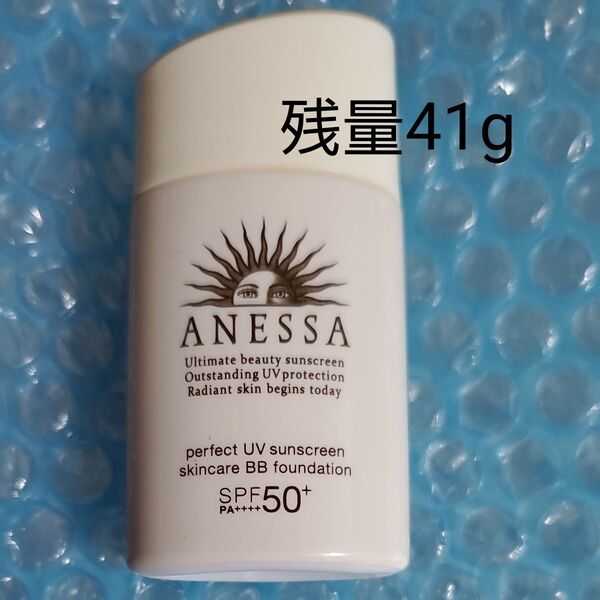 残量41g
ANESSA
Ultimate beauty sunscreen
Outstanding UV protection
Radiant skin begins today
perfect UV sunscreen
skincare BB foundation
SPF50+
PA++++